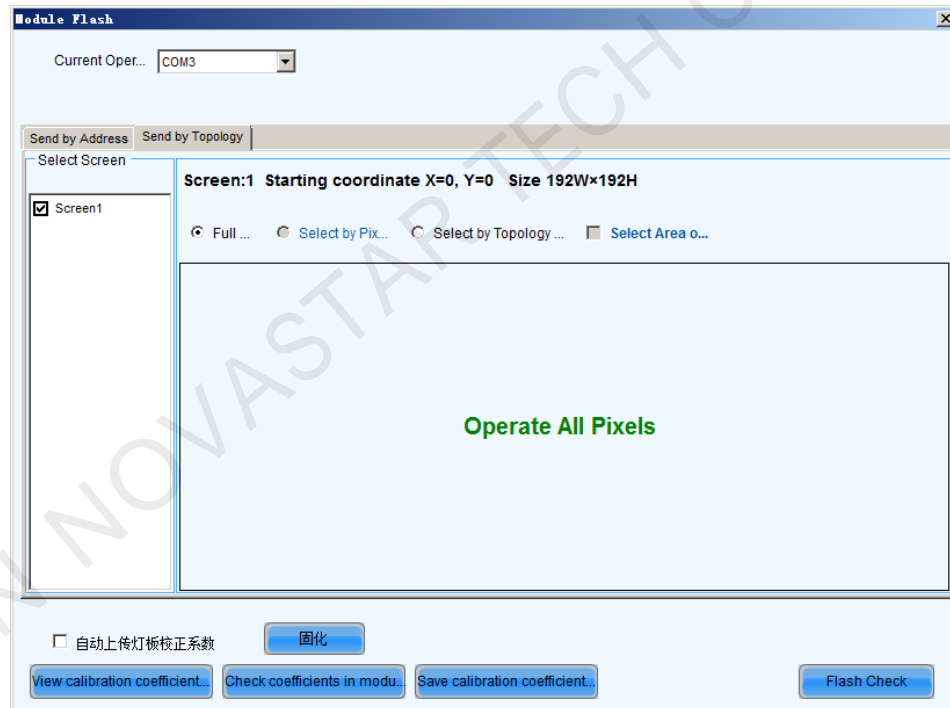 Module Flash
Current Oper... COM3
Send by Address Send by Topology
Select Screen
Screen:1 Starting coordinate X=0, Y=0 Size 192W×192H
Screen1
Full ... Select by Pix... Select by Topology ... Select Area o...
Operate All Pixels
自动上传灯板校正系数 固化
View calibration coefficient... Check coefficients in modu... Save calibration coefficient... Flash Check
N NOVASTAR TECH C